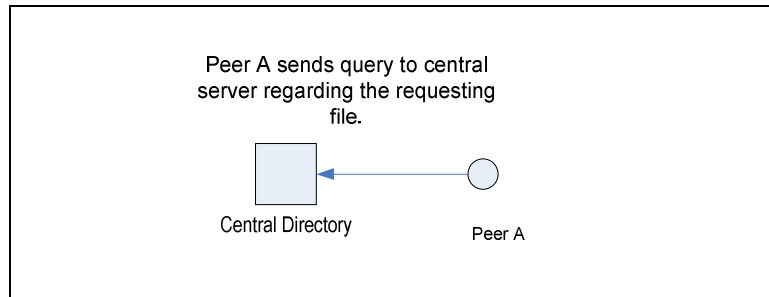 Peer A sends query to central
server regarding the requesting
file.
Central Directory
Peer A